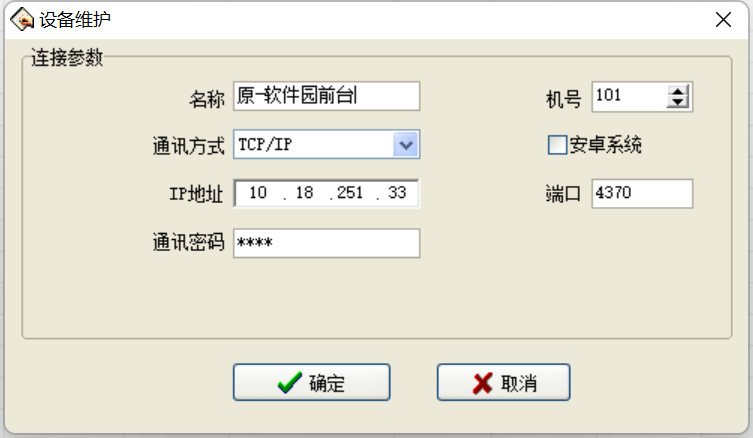 设备维护
连接参数
名称 原-软件园前台 机号 101
通讯方式 TCP/IP 安卓系统
IP地址 10 . 18 .251 . 33 端口 4370
通讯密码 ****
确定 取消